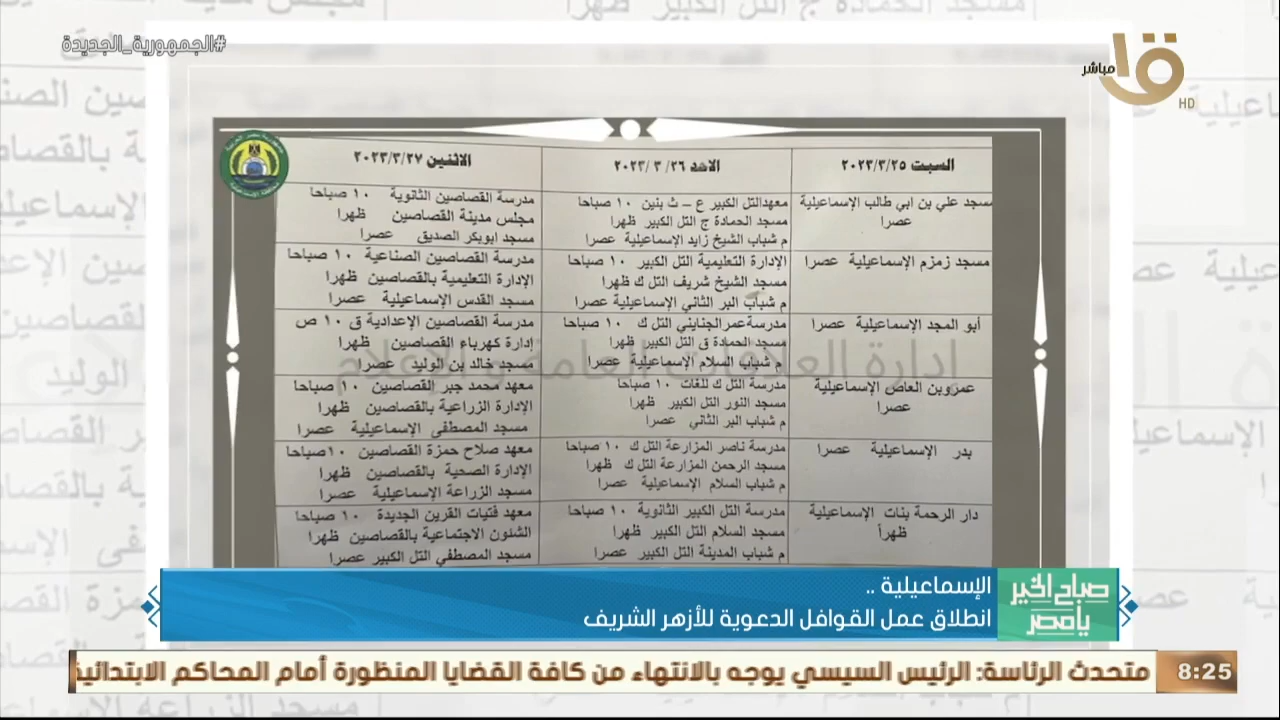 #الجمهورية_الجديدة
مباشر
HD
السبت ٢٠٢٣/٣/٢٥
الاحد ٢٦/ ٣ /٢٠٢٣
الاثنين ٢٠٢٣/٣/٢٧
مسجد علي بن ابي طالب الإسماعيلية
عصرا
معهدالتل الكبير ع – ث بنين ١٠ صباحا
مسجد الحمادة ج التل الكبير ظهرا
م شباب الشيخ زايد الإسماعيلية عصرا
مدرسة القصاصين الثانوية ١٠ صباحا
مجلس مدينة القصاصين ظهرا
مسجد ابوبكر الصديق عصرا
مسجد زمزم الإسماعيلية عصرا
الإدارة التعليمية التل الكبير ١٠ صباحا
مسجد الشيخ شريف التل ك ظهرا
م شباب البر الثاني الإسماعيلية عصرا
مدرسة القصاصين الصناعية ١٠ صباحا
الإدارة التعليمية بالقصاصين ظهرا
مسجد القدس الإسماعيلية عصرا
أبو المجد الإسماعيلية عصرا
مدرسةعمرالجنايني التل ك ١٠ صباحا
مسجد الحمادة ق التل الكبير ظهرا
م شباب السلام الإسماعيلية عصرا
مدرسة القصاصين الإعدادية ق ١٠ ص
إدارة كهرباء القصاصين ظهرا
مسجد خالد بن الوليد عصرا
إدارة العلاقات العامة و الإعلام
عمروبن العاص الإسماعيلية
عصرا
مدرسة التل ك للغات ١٠ صباحا
مسجد النور التل الكبير ظهرا
م شباب البر الثاني عصرا
معهد محمد جبر القصاصين ١٠ صباحا
الإدارة الزراعية بالقصاصين ظهرا
مسجد المصطفى الإسماعيلية عصرا
بدر الإسماعيلية عصرا
مدرسة ناصر المزارعة التل ك ١٠ صباحا
مسجد الرحمن المزارعة التل ك ظهرا
م شباب السلام الإسماعيلية عصرا
معهد صلاح حمزة القصاصين ١٠صباحا
الإدارة الصحية بالقصاصين ظهرا
مسجد الزراعة الإسماعيلية عصرا
دار الرحمة بنات الإسماعيلية
ظهراً
مدرسة التل الكبير الثانوية ١٠ صباحا
مسجد السلام التل الكبير ظهرا
م شباب المدينة التل الكبير عصرا
معهد فتيات القرين الجديدة ١٠ صباحا
الشئون الاجتماعية بالقصاصين ظهرا
مسجد المصطفي التل الكبير عصرا
صباح الخير
يا مصر
الإسماعيلية ..
انطلاق عمل القوافل الدعوية للأزهر الشريف
8:25
متحدث الرئاسة: الرئيس السيسي يوجه بالانتهاء من كافة القضايا المنظورة أمام المحاكم الابتدائية